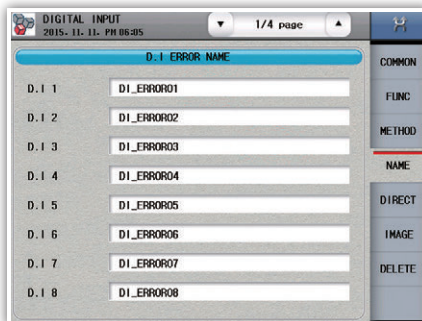 DIGITAL INPUT
2015. 11. 11. PM 06:05
▼ 1/4 page ▲
D.I ERROR NAME
D.I 1 DI_ERROR01
D.I 2 DI_ERROR02
D.I 3 DI_ERROR03
D.I 4 DI_ERROR04
D.I 5 DI_ERROR05
D.I 6 DI_ERROR06
D.I 7 DI_ERROR07
D.I 8 DI_ERROR08
COMMON
FUNC
METHOD
NAME
DIRECT
IMAGE
DELETE